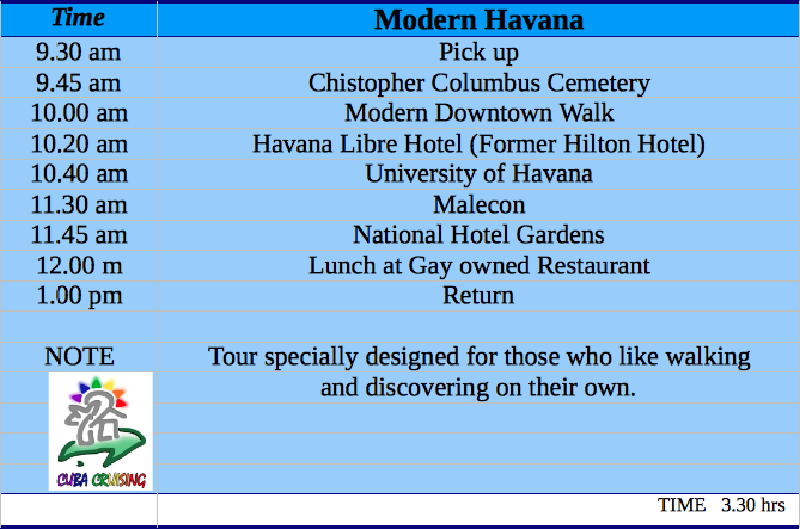 Time Modern Havana
9.30 am Pick up
9.45 am Chistopher Columbus Cemetery
10.00 am Modern Downtown Walk
10.20 am Havana Libre Hotel (Former Hilton Hotel)
10.40 am University of Havana
11.30 am Malecon
11.45 am National Hotel Gardens
12.00 m Lunch at Gay owned Restaurant
1.00 pm Return
NOTE Tour specially designed for those who like walking
and discovering on their own.
CUBA CRUISING
TIME 3.30 hrs